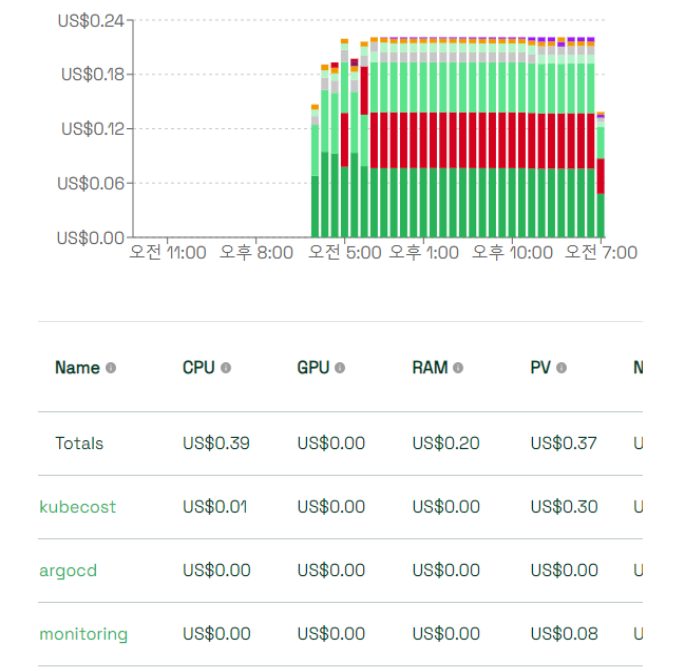 US$0.24
US$0.18
US$0.12
US$0.06
US$0.00
오전 11:00 오후 8:00 오전 5:00 오후 1:00 오후 10:00 오전 7:00
Name CPU GPU RAM PV N
Totals US$0.39 US$0.00 US$0.20 US$0.37 U
kubecost US$0.01 US$0.00 US$0.00 US$0.30 U
argocd US$0.00 US$0.00 US$0.00 US$0.00 U
monitoring US$0.00 US$0.00 US$0.00 US$0.08 U